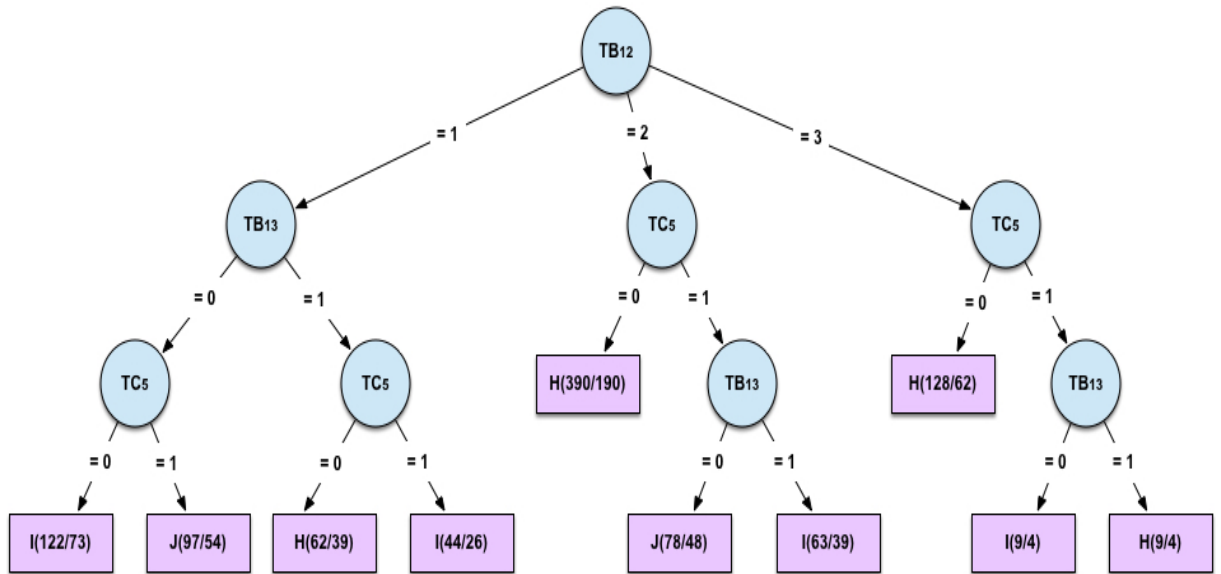 TB12
= 1
= 2
= 3
TB13
TC5
TC5
= 0
= 1
= 0
= 1
= 0
= 1
TC5
TC5
H(390/190)
TB13
H(128/62)
TB13
= 0
= 1
= 0
= 1
= 0
= 1
= 0
= 1
I(122/73)
J(97/54)
H(62/39)
I(44/26)
J(78/48)
I(63/39)
I(9/4)
H(9/4)